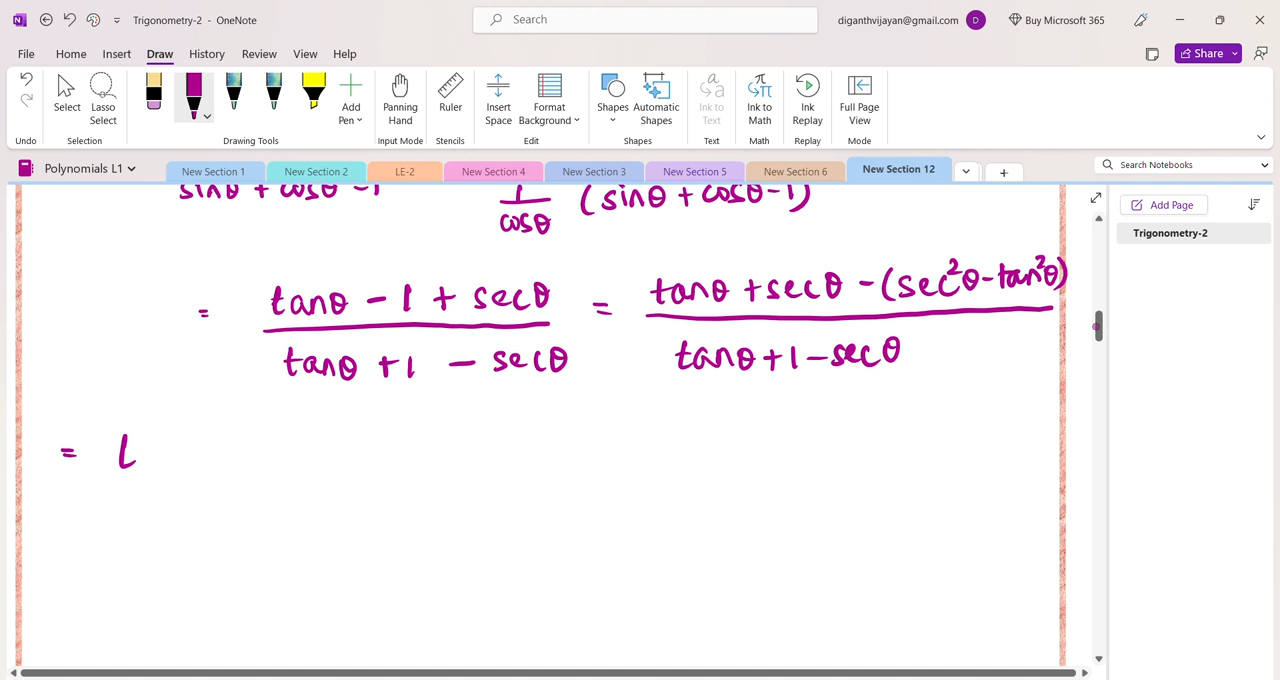 Trigonometry-2 - OneNote
Search
diganthvijayan@gmail.com D
Buy Microsoft 365
File Home Insert Draw History Review View Help
Share
Undo
Select
Lasso Select
Selection
Drawing Tools
Add Pen
Panning Hand
Input Mode
Ruler
Stencils
Insert Space
Format Background
Edit
Shapes
Automatic Shapes
Shapes
Ink to Text
Text
Ink to Math
Math
Ink Replay
Replay
Full Page View
Mode
Polynomials L1
New Section 1 New Section 2 LE-2 New Section 4 New Section 3 New Section 5 New Section 6 New Section 12 +
Search Notebooks
Add Page
Trigonometry-2
sinθ + cosθ - 1
1/cosθ (sinθ + cosθ - 1)
= (tanθ - 1 + secθ)/(tanθ + 1 - secθ) = (tanθ + secθ - (sec²θ - tan²θ))/(tanθ + 1 - secθ)
=